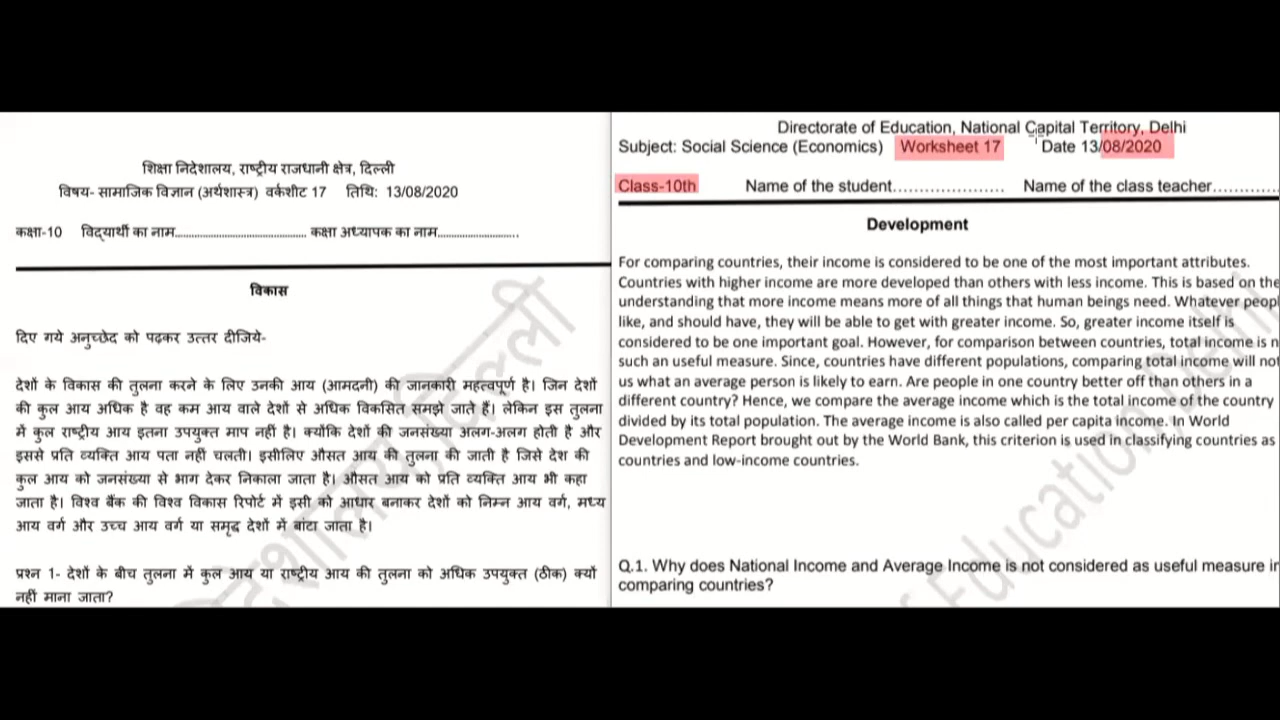 शिक्षा निदेशालय, राष्ट्रीय राजधानी क्षेत्र, दिल्ली
विषय- सामाजिक विज्ञान (अर्थशास्त्र) वर्कशीट 17 तिथि: 13/08/2020
कक्षा-10 विद्यार्थी का नाम................................................ कक्षा अध्यापक का नाम.............................
विकास
दिए गये अनुच्छेद को पढ़कर उत्तर दीजिये-
देशों के विकास की तुलना करने के लिए उनकी आय (आमदनी) की जानकारी महत्वपूर्ण है। जिन देशों
की कुल आय अधिक है वह कम आय वाले देशों से अधिक विकसित समझे जाते हैं। लेकिन इस तुलना
में कुल राष्ट्रीय आय इतना उपयुक्त माप नहीं है। क्योंकि देशों की जनसंख्या अलग-अलग होती है और
इससे प्रति व्यक्ति आय पता नहीं चलती। इसीलिए औसत आय की तुलना की जाती है जिसे देश की
कुल आय को जनसंख्या से भाग देकर निकाला जाता है। औसत आय को प्रति व्यक्ति आय भी कहा
जाता है। विश्व बैंक की विश्व विकास रिपोर्ट में इसी को आधार बनाकर देशों को निम्न आय वर्ग, मध्य
आय वर्ग और उच्च आय वर्ग या समृद्ध देशों में बांटा जाता है।
प्रश्न 1- देशों के बीच तुलना में कुल आय या राष्ट्रीय आय की तुलना को अधिक उपयुक्त (ठीक) क्यों
नहीं माना जाता?
Directorate of Education, National Capital Territory, Delhi
Subject: Social Science (Economics) Worksheet 17 Date 13/08/2020
Class-10th Name of the student..................... Name of the class teacher.............
Development
For comparing countries, their income is considered to be one of the most important attributes.
Countries with higher income are more developed than others with less income. This is based on the
understanding that more income means more of all things that human beings need. Whatever peop
like, and should have, they will be able to get with greater income. So, greater income itself is
considered to be one important goal. However, for comparison between countries, total income is n
such an useful measure. Since, countries have different populations, comparing total income will not
us what an average person is likely to earn. Are people in one country better off than others in a
different country? Hence, we compare the average income which is the total income of the country
divided by its total population. The average income is also called per capita income. In World
Development Report brought out by the World Bank, this criterion is used in classifying countries as
countries and low-income countries.
Q.1. Why does National Income and Average Income is not considered as useful measure in
comparing countries?